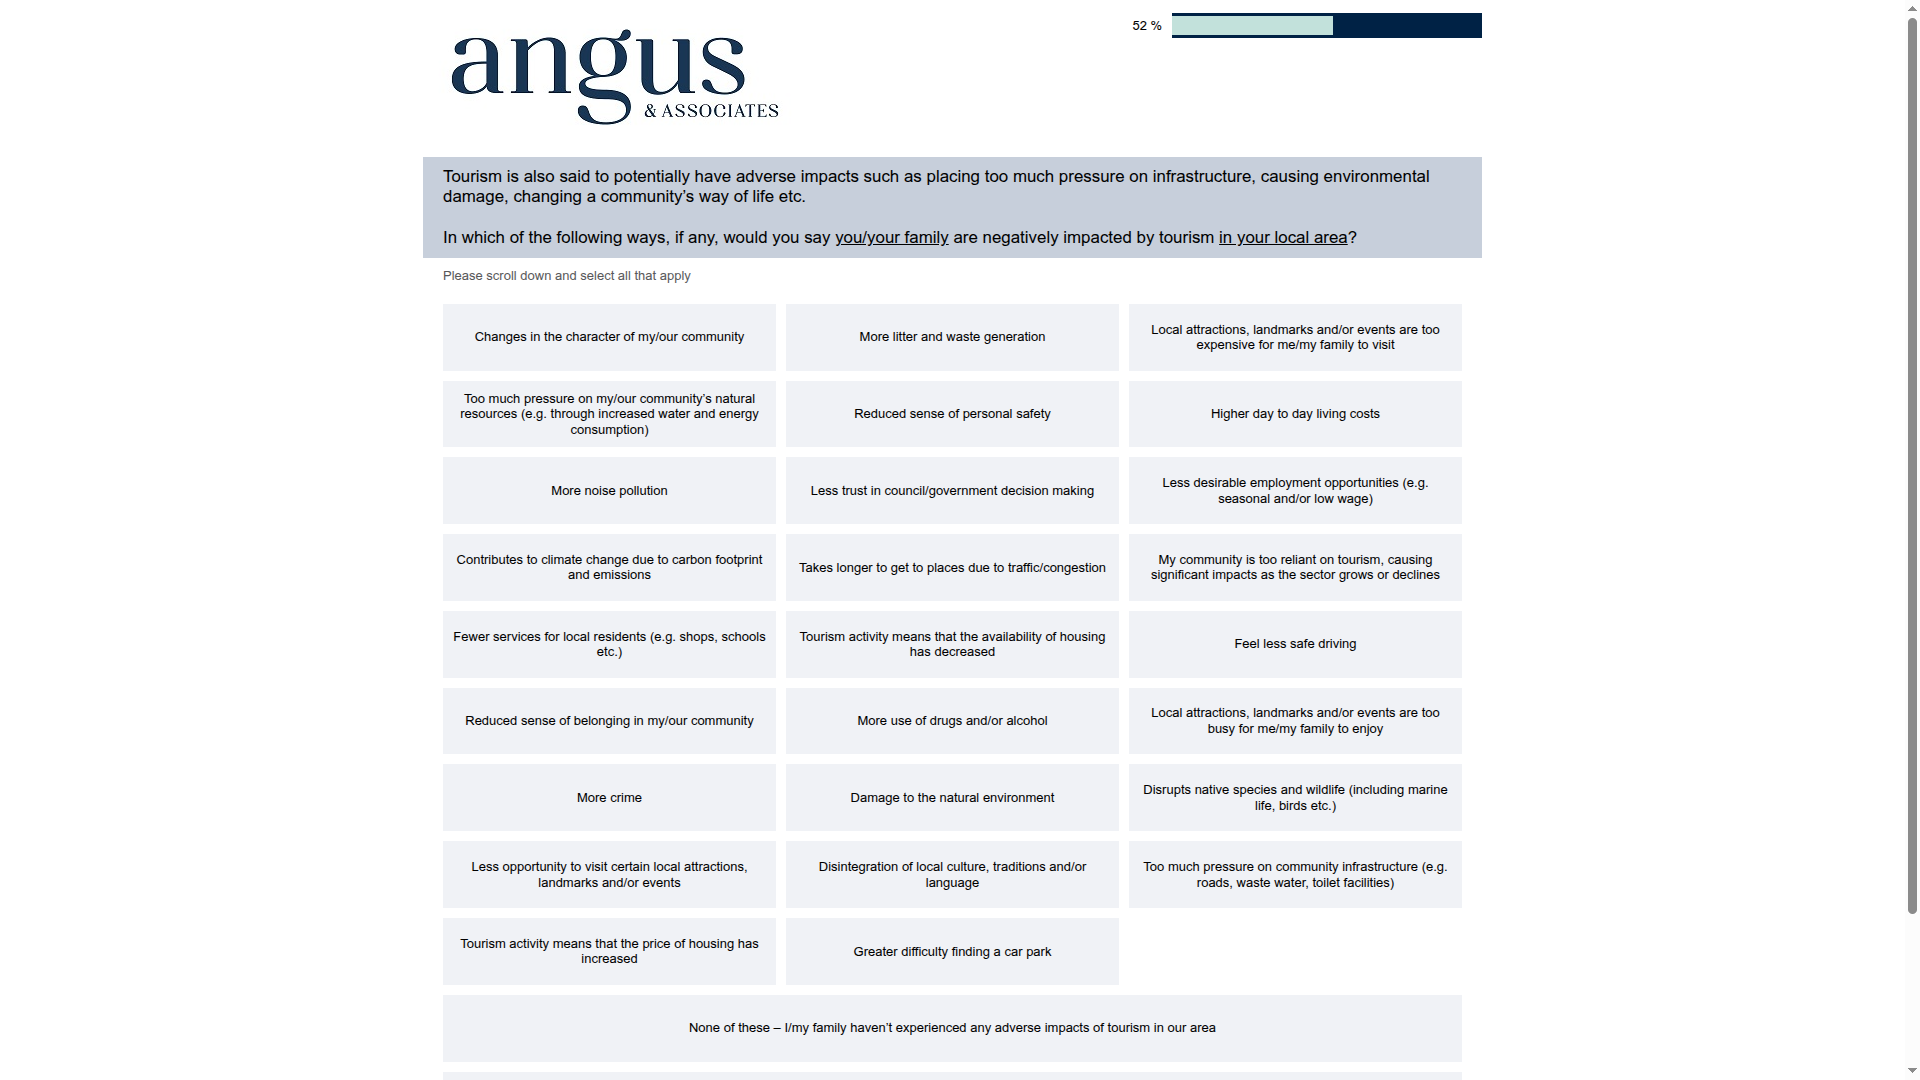 52 %
angus
& ASSOCIATES
Tourism is also said to potentially have adverse impacts such as placing too much pressure on infrastructure, causing environmental
damage, changing a community’s way of life etc.
In which of the following ways, if any, would you say you/your family are negatively impacted by tourism in your local area?
Please scroll down and select all that apply
Changes in the character of my/our community
More litter and waste generation
Local attractions, landmarks and/or events are too
expensive for me/my family to visit
Too much pressure on my/our community’s natural
resources (e.g. through increased water and energy
consumption)
Reduced sense of personal safety
Higher day to day living costs
More noise pollution
Less trust in council/government decision making
Less desirable employment opportunities (e.g.
seasonal and/or low wage)
Contributes to climate change due to carbon footprint
and emissions
Takes longer to get to places due to traffic/congestion
My community is too reliant on tourism, causing
significant impacts as the sector grows or declines
Fewer services for local residents (e.g. shops, schools
etc.)
Tourism activity means that the availability of housing
has decreased
Feel less safe driving
Reduced sense of belonging in my/our community
More use of drugs and/or alcohol
Local attractions, landmarks and/or events are too
busy for me/my family to enjoy
More crime
Damage to the natural environment
Disrupts native species and wildlife (including marine
life, birds etc.)
Less opportunity to visit certain local attractions,
landmarks and/or events
Disintegration of local culture, traditions and/or
language
Too much pressure on community infrastructure (e.g.
roads, waste water, toilet facilities)
Tourism activity means that the price of housing has
increased
Greater difficulty finding a car park
None of these – I/my family haven’t experienced any adverse impacts of tourism in our area